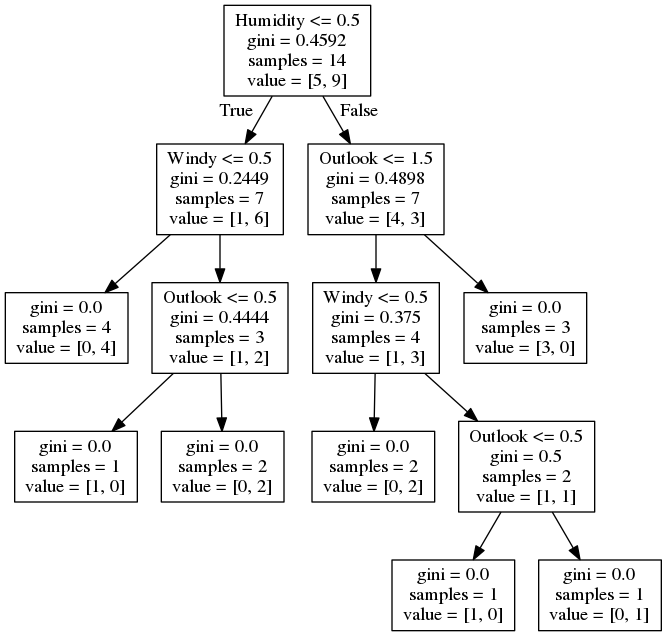 Humidity <= 0.5
gini = 0.4592
samples = 14
value = [5, 9]
True
False
Windy <= 0.5
gini = 0.2449
samples = 7
value = [1, 6]
Outlook <= 1.5
gini = 0.4898
samples = 7
value = [4, 3]
gini = 0.0
samples = 4
value = [0, 4]
Outlook <= 0.5
gini = 0.4444
samples = 3
value = [1, 2]
Windy <= 0.5
gini = 0.375
samples = 4
value = [1, 3]
gini = 0.0
samples = 3
value = [3, 0]
gini = 0.0
samples = 1
value = [1, 0]
gini = 0.0
samples = 2
value = [0, 2]
gini = 0.0
samples = 2
value = [0, 2]
Outlook <= 0.5
gini = 0.5
samples = 2
value = [1, 1]
gini = 0.0
samples = 1
value = [1, 0]
gini = 0.0
samples = 1
value = [0, 1]